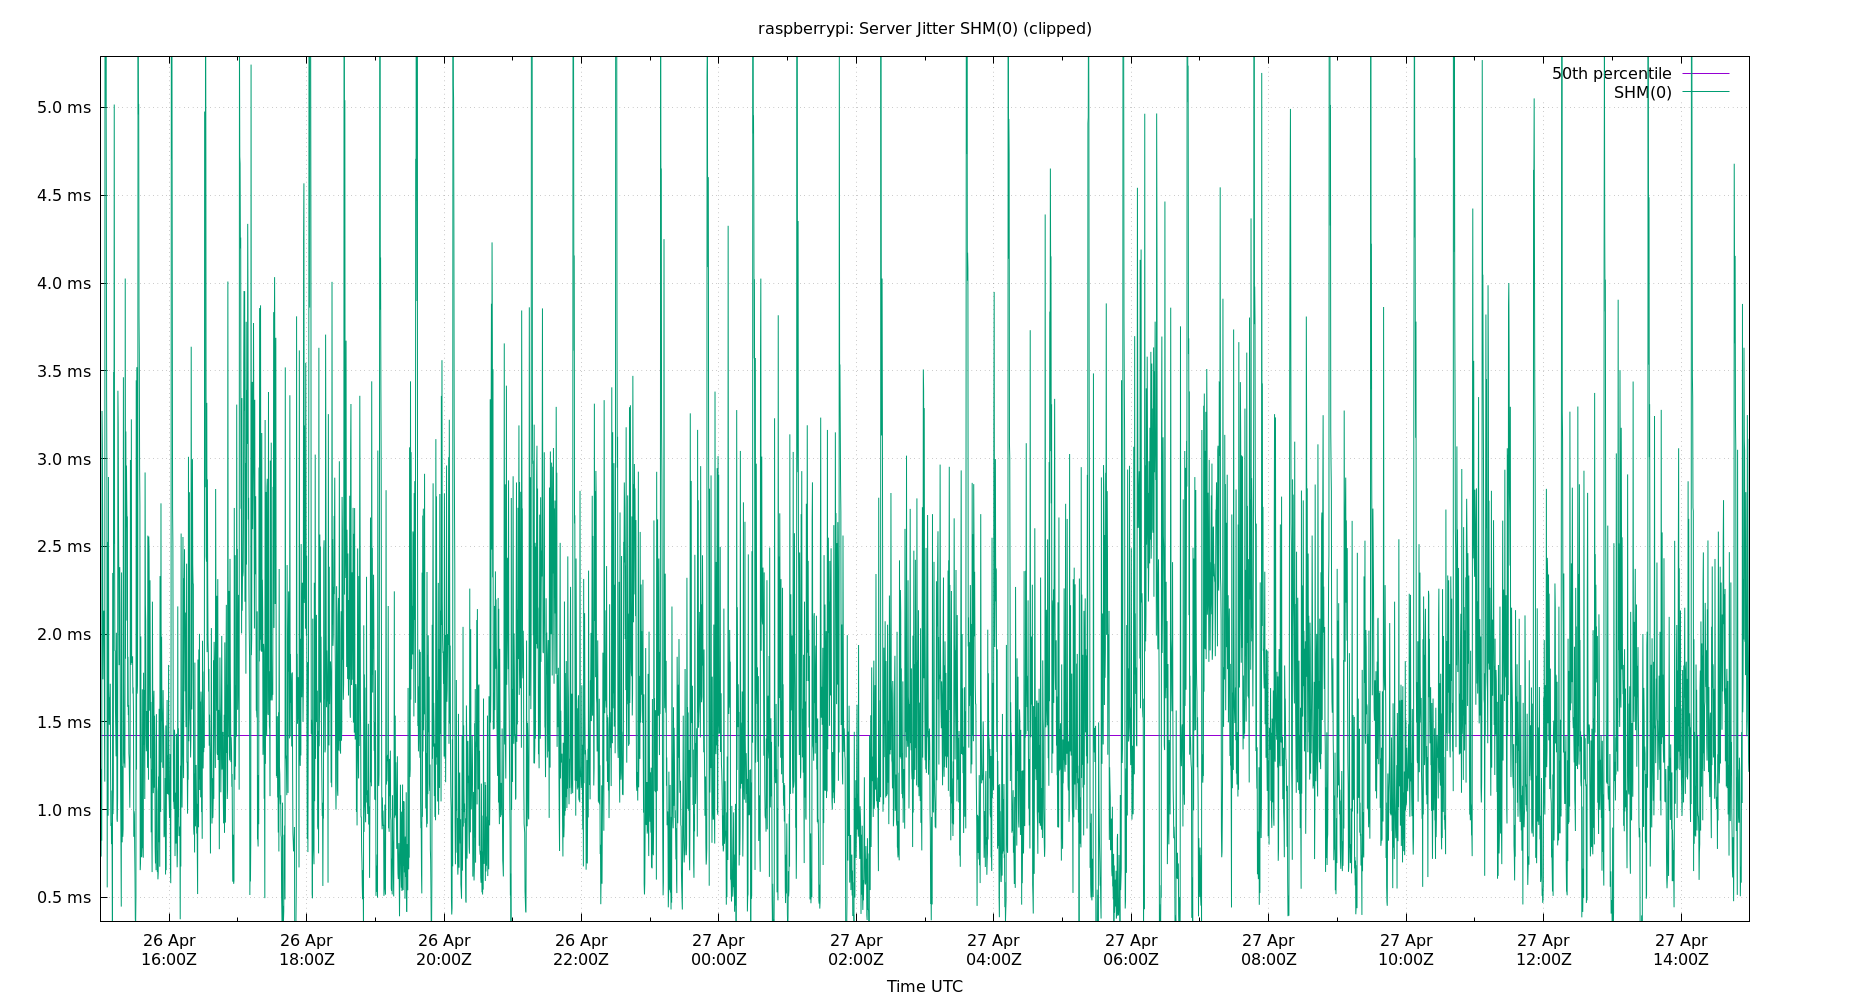 raspberrypi: Server Jitter SHM(0) (clipped)
50th percentile
SHM(0)
5.0 ms
4.5 ms
4.0 ms
3.5 ms
3.0 ms
2.5 ms
2.0 ms
1.5 ms
1.0 ms
0.5 ms
26 Apr 26 Apr 26 Apr 26 Apr 27 Apr 27 Apr 27 Apr 27 Apr 27 Apr 27 Apr 27 Apr 27 Apr
16:00Z 18:00Z 20:00Z 22:00Z 00:00Z 02:00Z 04:00Z 06:00Z 08:00Z 10:00Z 12:00Z 14:00Z
Time UTC